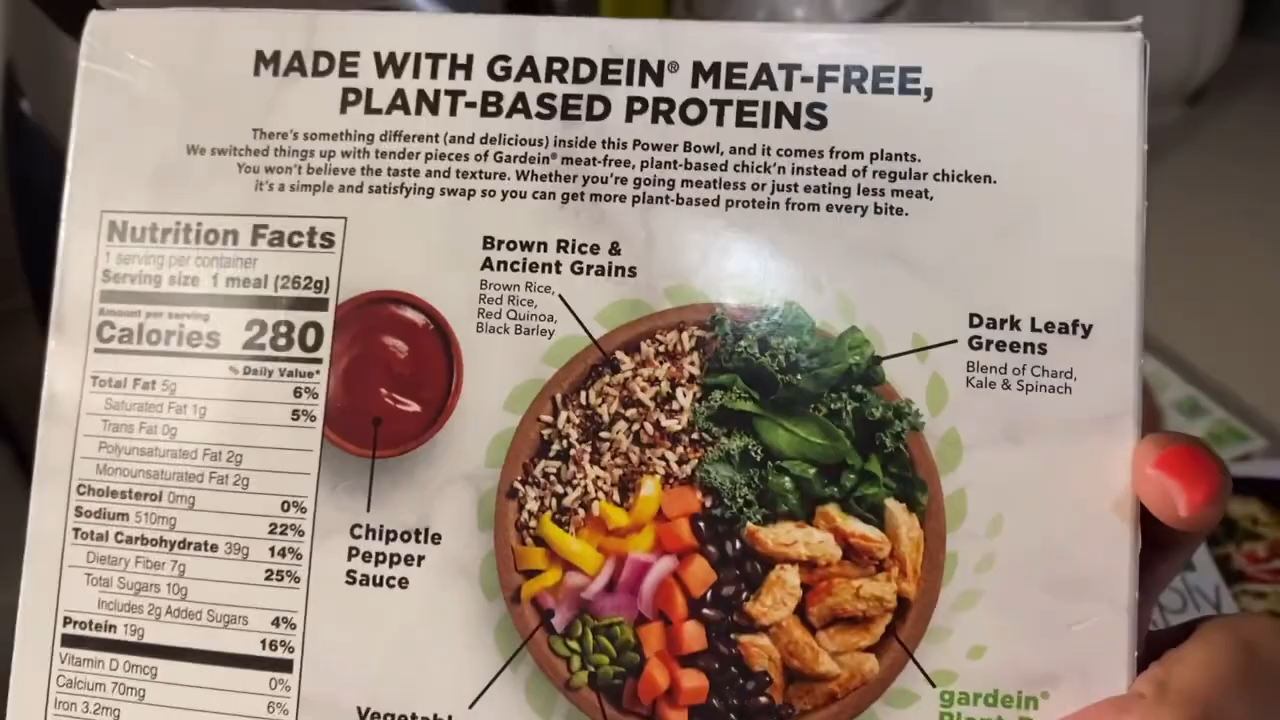 MADE WITH GARDEIN® MEAT-FREE,
PLANT-BASED PROTEINS
There's something different (and delicious) inside this Power Bowl, and it comes from plants.
We switched things up with tender pieces of Gardein® meat-free, plant-based chick'n instead of regular chicken.
You won't believe the taste and texture. Whether you're going meatless or just eating less meat,
it's a simple and satisfying swap so you can get more plant-based protein from every bite.
Nutrition Facts
1 serving per container
Serving size 1 meal (262g)
Amount per serving
Calories 280
% Daily Value*
Total Fat 5g 6%
Saturated Fat 1g 5%
Trans Fat 0g
Polyunsaturated Fat 2g
Monounsaturated Fat 2g
Cholesterol 0mg 0%
Sodium 510mg 22%
Total Carbohydrate 39g 14%
Dietary Fiber 7g 25%
Total Sugars 10g
Includes 2g Added Sugars 4%
Protein 19g 16%
Vitamin D 0mcg 0%
Calcium 70mg 6%
Iron 3.2mg
Brown Rice &
Ancient Grains
Brown Rice,
Red Rice,
Red Quinoa,
Black Barley
Dark Leafy
Greens
Blend of Chard,
Kale & Spinach
Chipotle
Pepper
Sauce
gardein®